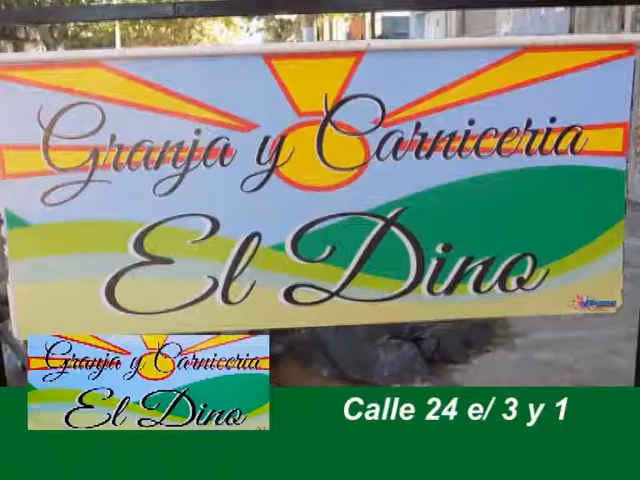 Granja y Carniceria
El Dino
Granja y Carniceria
El Dino
Calle 24 e/ 3 y 1